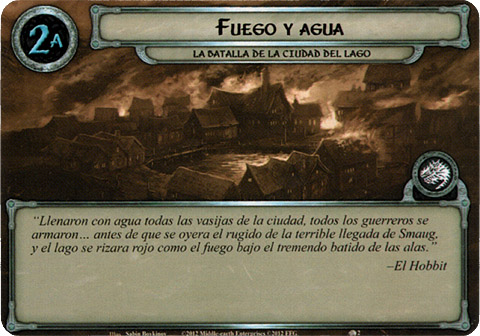 2A
FUEGO Y AGUA
LA BATALLA DE LA CIUDAD DEL LAGO
“Llenaron con agua todas las vasijas de la ciudad, todos los guerreros se
armaron... antes de que se oyera el rugido de la terrible llegada de Smaug,
y el lago se rizara rojo como el fuego bajo el tremendo batido de las alas.”
–El Hobbit
Illus. Sabin Boykinov ©2012 Middle-earth Enterprises ©2012 FFG 2